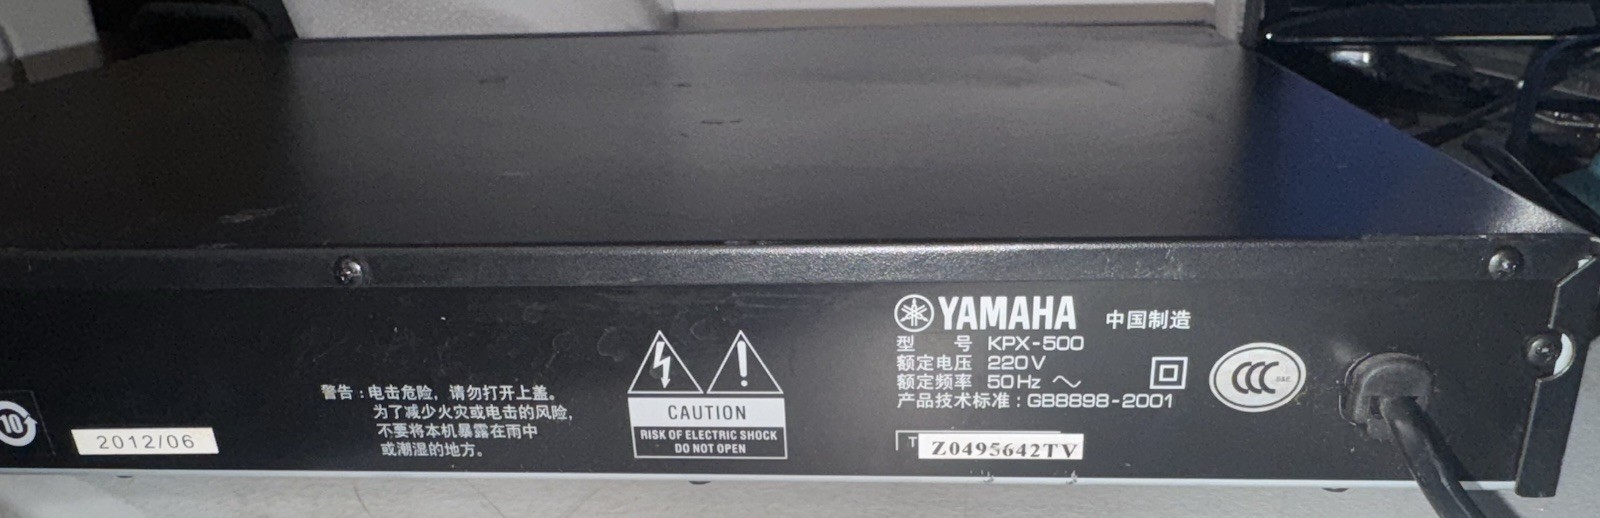 YAMAHA 中国制造
型 号 KPX-500
额定电压 220V
额定频率 50Hz ～
产品技术标准：GB8898-2001
CCC
S&E
警告：电击危险，请勿打开上盖。
为了减少火灾或电击的风险，
不要将本机暴露在雨中
或潮湿的地方。
CAUTION
RISK OF ELECTRIC SHOCK
DO NOT OPEN
10
2012/06
T
Z0495642TV